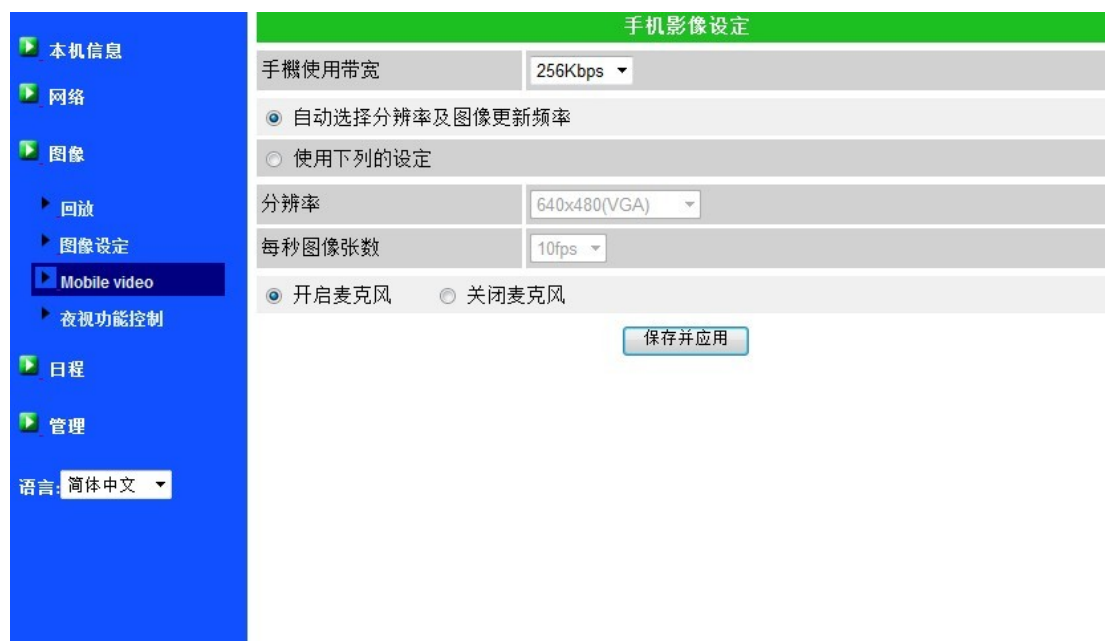 本机信息
网络
图像
回放
图像设定
Mobile video
夜视功能控制
日程
管理
语言: 简体中文
手机影像设定
手機使用带宽 256Kbps
自动选择分辨率及图像更新频率
使用下列的设定
分辨率 640x480(VGA)
每秒图像张数 10fps
开启麦克风 关闭麦克风
保存并应用